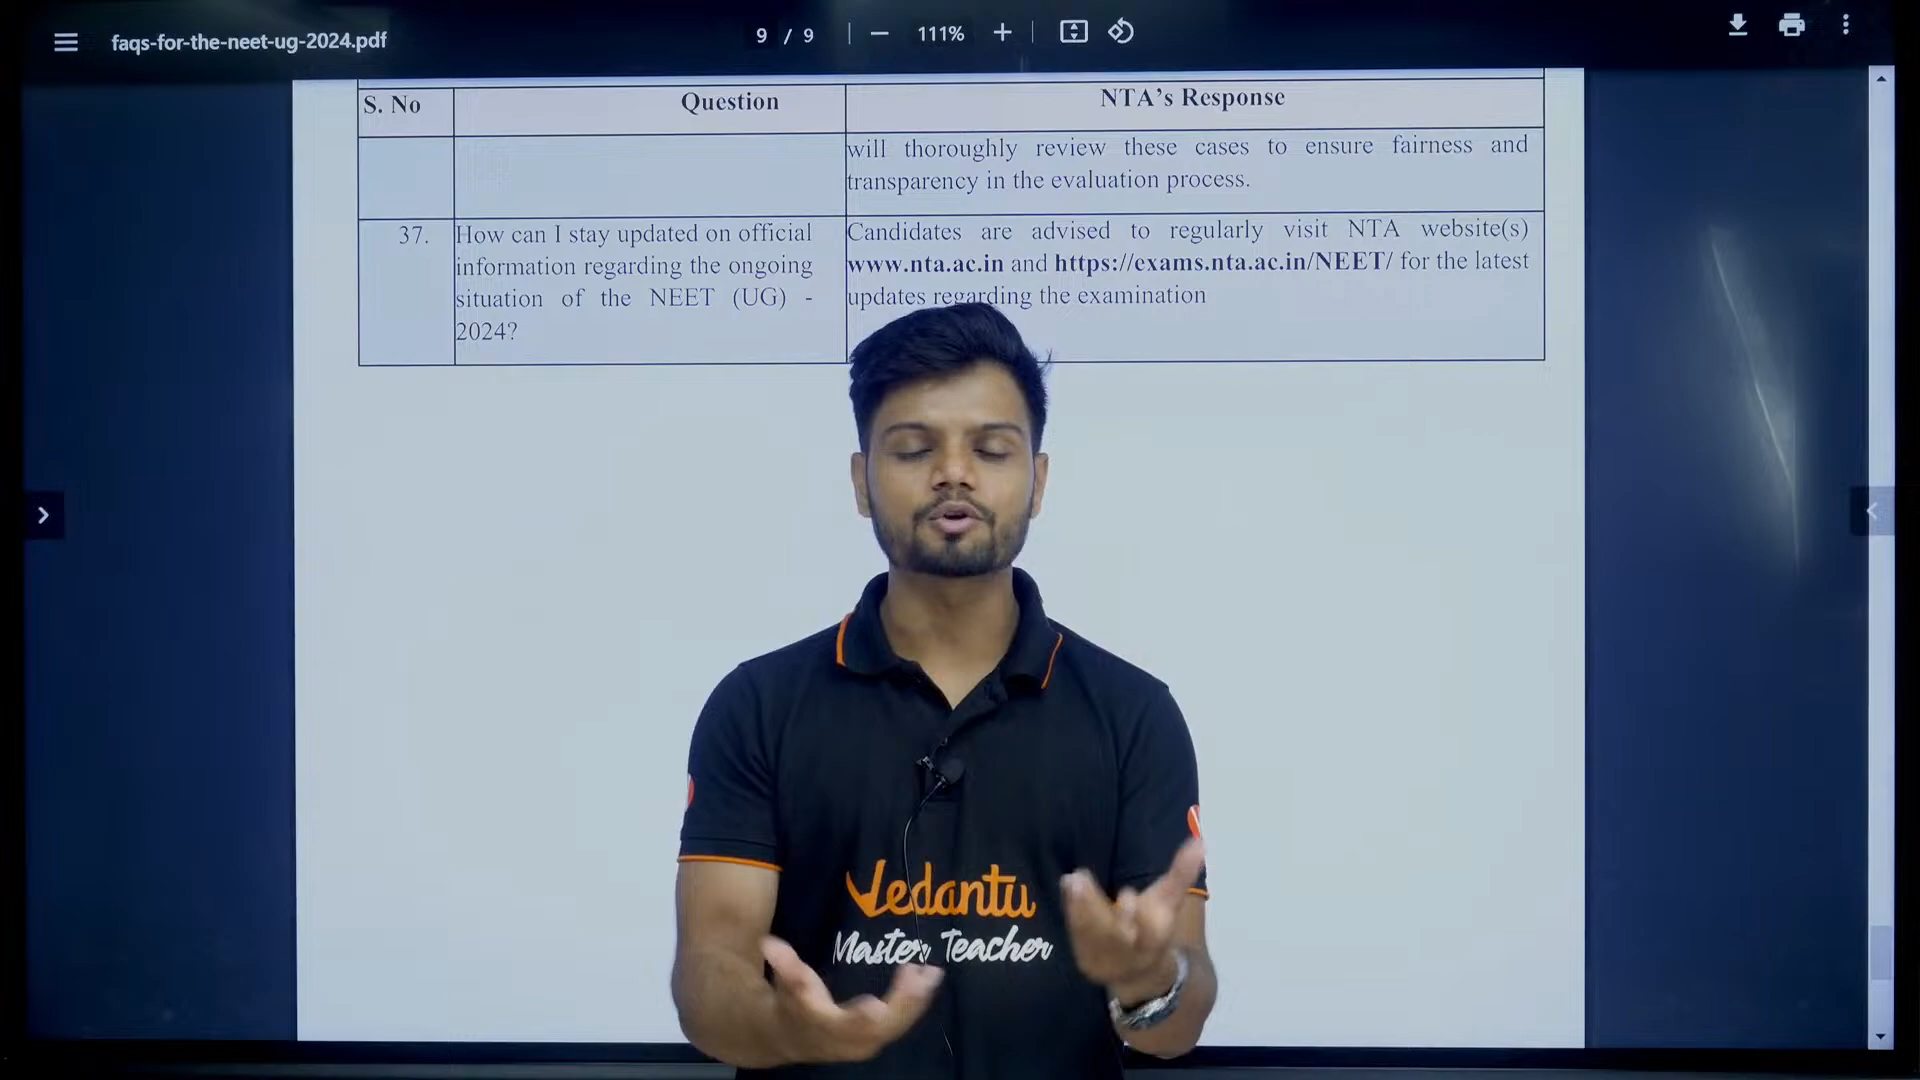 faqs-for-the-neet-ug-2024.pdf
9 / 9
111%
S. No
Question
NTA's Response
will thoroughly review these cases to ensure fairness and
transparency in the evaluation process.
37.
How can I stay updated on official
information regarding the ongoing
situation of the NEET (UG) -
2024?
Candidates are advised to regularly visit NTA website(s)
www.nta.ac.in and https://exams.nta.ac.in/NEET/ for the latest
updates regarding the examination
Vedantu
Master Teacher